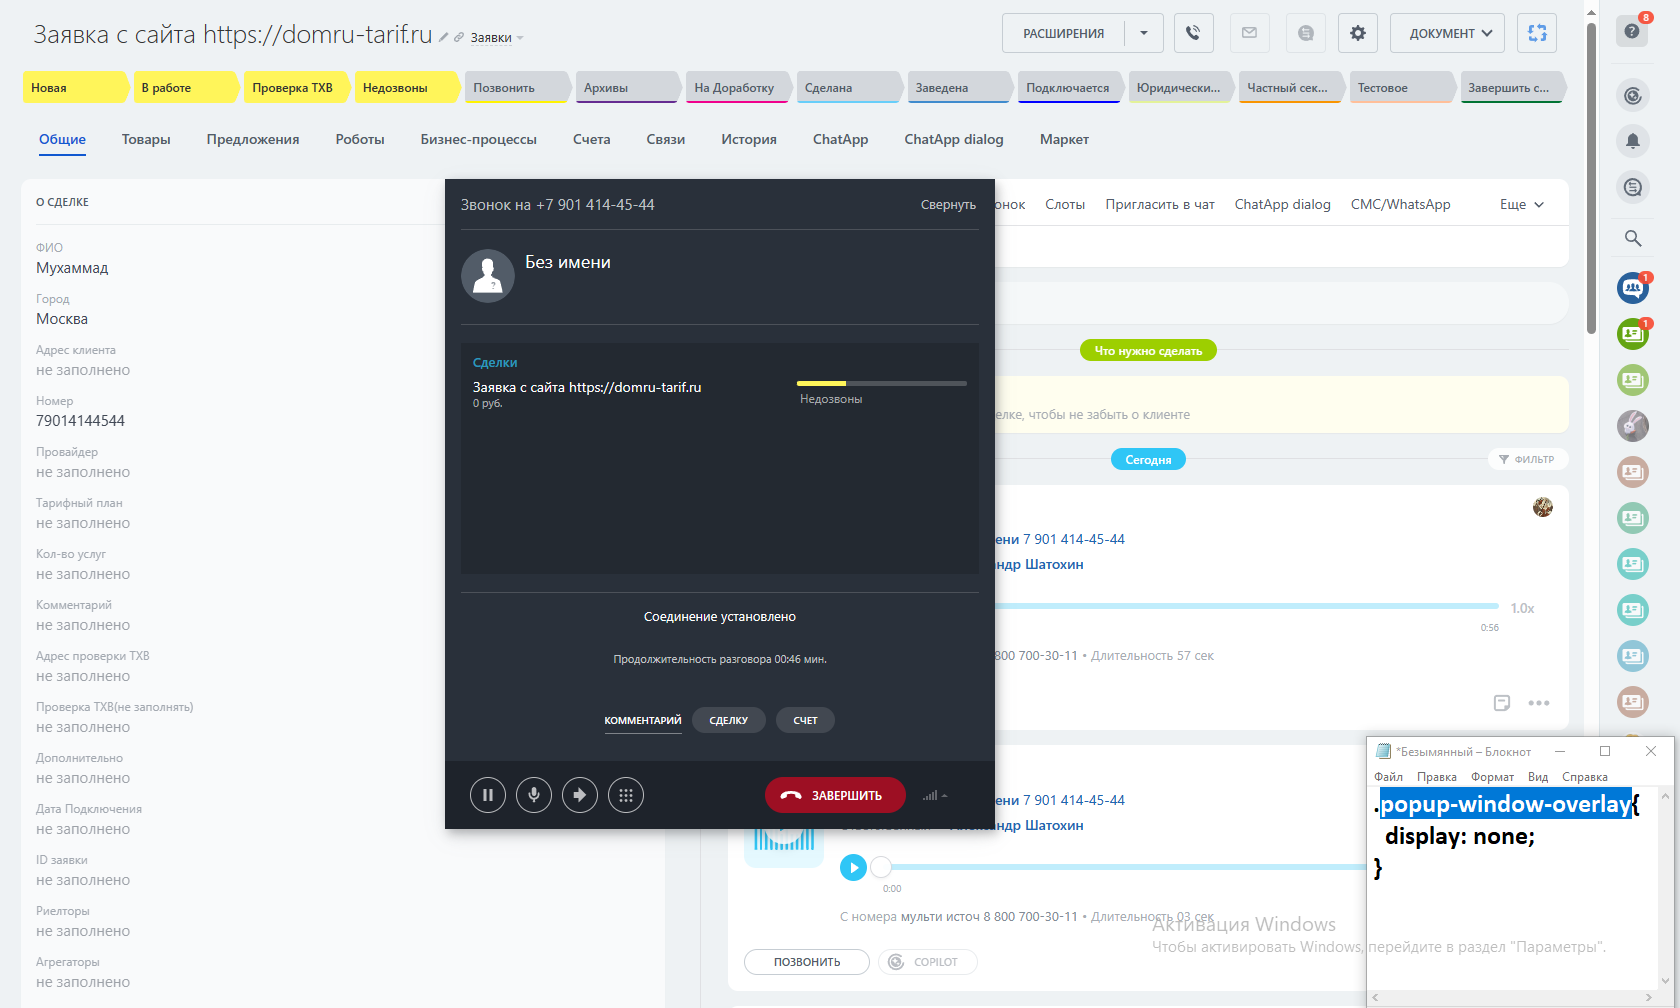 Заявка с сайта https://domru-tarif.ru Заявки
РАСШИРЕНИЯ
ДОКУМЕНТ
8
Новая
В работе
Проверка ТХВ
Недозвоны
Позвонить
Архивы
На Доработку
Сделана
Заведена
Подключается
Юридически...
Частный сек...
Тестовое
Завершить с...
Общие
Товары
Предложения
Роботы
Бизнес-процессы
Счета
Связи
История
ChatApp
ChatApp dialog
Маркет
О СДЕЛКЕ
ФИО
Мухаммад
Город
Москва
Адрес клиента
не заполнено
Номер
79014144544
Провайдер
не заполнено
Тарифный план
не заполнено
Кол-во услуг
не заполнено
Комментарий
не заполнено
Адрес проверки ТХВ
не заполнено
Проверка ТХВ(не заполнять)
не заполнено
Дополнительно
не заполнено
Дата Подключения
не заполнено
ID заявки
не заполнено
Риелторы
не заполнено
Агрегаторы
не заполнено
Звонок на +7 901 414-45-44
Свернуть
Без имени
Сделки
Заявка с сайта https://domru-tarif.ru
0 руб.
Недозвоны
Соединение установлено
Продолжительность разговора 00:46 мин.
КОММЕНТАРИЙ
СДЕЛКУ
СЧЕТ
ЗАВЕРШИТЬ
онок
Слоты
Пригласить в чат
ChatApp dialog
СМС/WhatsApp
Еще
Что нужно сделать
елке, чтобы не забыть о клиенте
Сегодня
ФИЛЬТР
ени 7 901 414-45-44
ндр Шатохин
1.0x
0:56
800 700-30-11 • Длительность 57 сек
ени 7 901 414-45-44
Александр Шатохин
0:00
С номера мульти источ 8 800 700-30-11 • Длительность 03 сек
ПОЗВОНИТЬ
COPILOT
1
1
*Безымянный – Блокнот
Файл
Правка
Формат
Вид
Справка
.popup-window-overlay{
display: none;
}
Активация Windows
Чтобы активировать Windows, перейдите в раздел "Параметры".